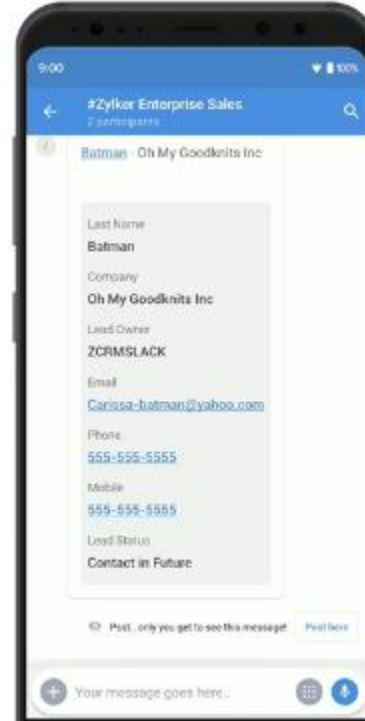 9:00
100%
#Zylker Enterprise Sales
2 participants
Batman - Oh My Goodknits Inc
Last Name
Batman
Company
Oh My Goodknits Inc
Lead Owner
ZCRMSLACK
Email
Carissa-batman@yahoo.com
Phone
555-555-5555
Mobile
555-555-5555
Lead Status
Contact in Future
Psst.. only you get to see this message! Post here
Your message goes here..